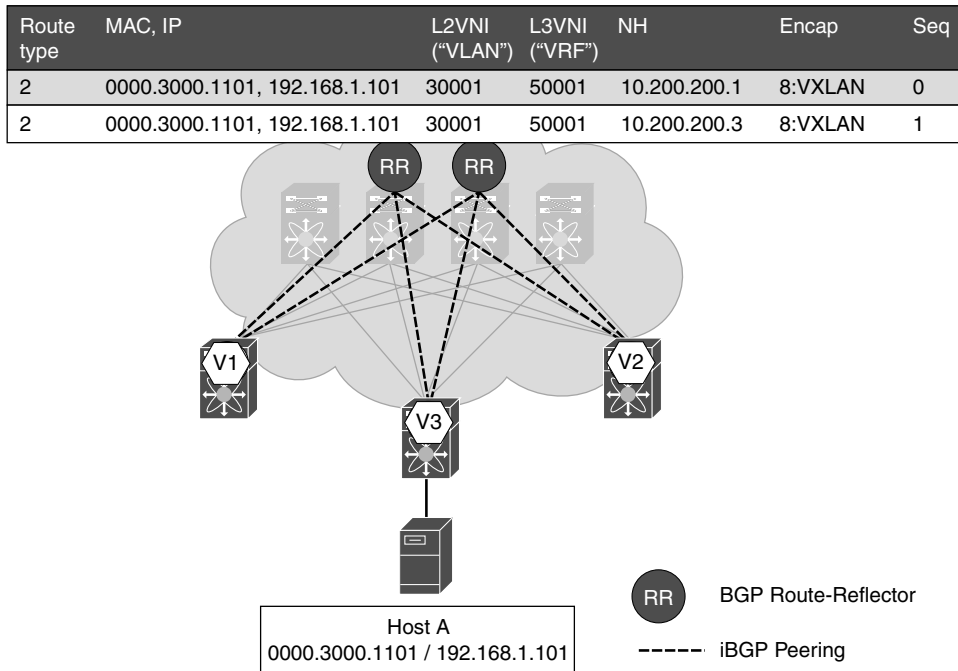 Route type MAC, IP L2VNI (“VLAN”) L3VNI (“VRF”) NH Encap Seq
2 0000.3000.1101, 192.168.1.101 30001 50001 10.200.200.1 8:VXLAN 0
2 0000.3000.1101, 192.168.1.101 30001 50001 10.200.200.3 8:VXLAN 1
RR RR
V1 V2
V3
Host A
0000.3000.1101 / 192.168.1.101
RR BGP Route-Reflector
iBGP Peering